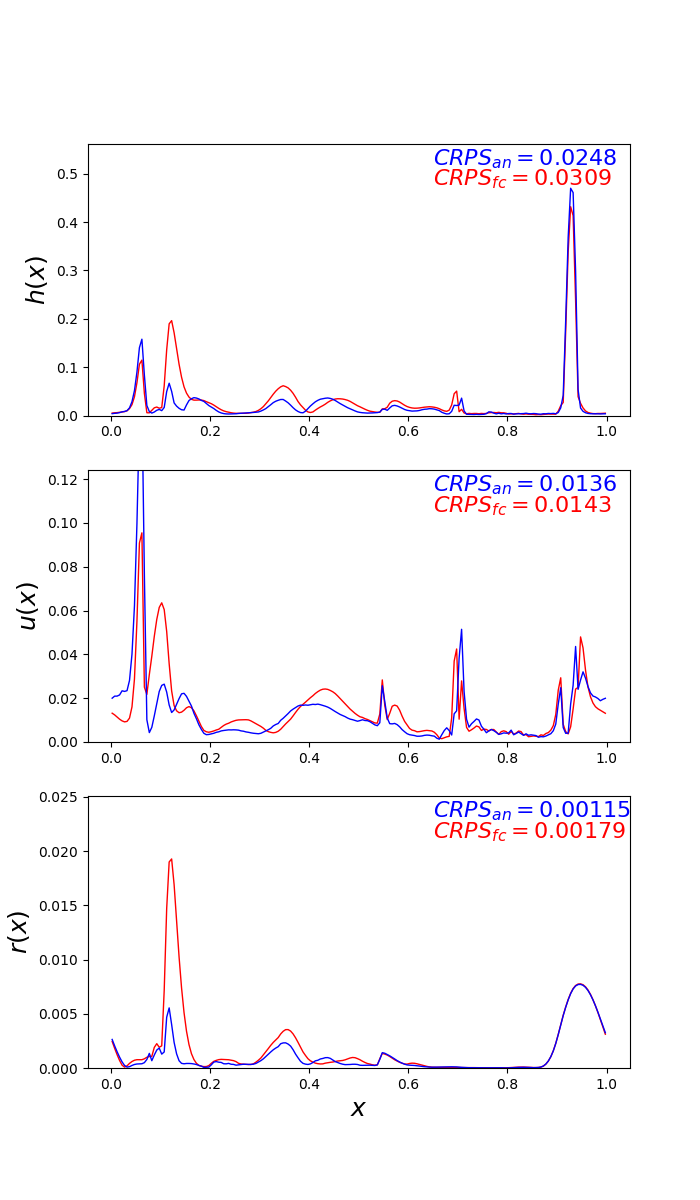 CRPS_an = 0.0248
CRPS_fc = 0.0309
0.5
0.4
0.3
0.2
0.1
0.0
h(x)
0.0 0.2 0.4 0.6 0.8 1.0
CRPS_an = 0.0136
CRPS_fc = 0.0143
0.12
0.10
0.08
0.06
0.04
0.02
0.00
u(x)
0.0 0.2 0.4 0.6 0.8 1.0
CRPS_an = 0.00115
CRPS_fc = 0.00179
0.025
0.020
0.015
0.010
0.005
0.000
r(x)
0.0 0.2 0.4 0.6 0.8 1.0
x